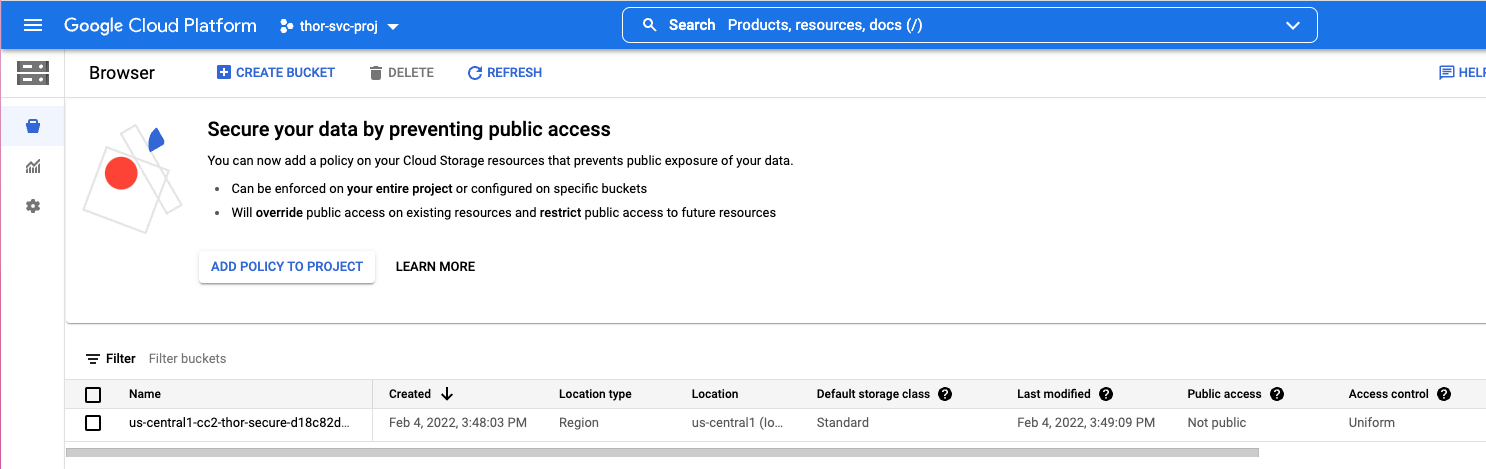 Google Cloud Platform thor-svc-proj Search Products, resources, docs (/)
Browser CREATE BUCKET DELETE REFRESH
Secure your data by preventing public access
You can now add a policy on your Cloud Storage resources that prevents public exposure of your data.
• Can be enforced on your entire project or configured on specific buckets
• Will override public access on existing resources and restrict public access to future resources
ADD POLICY TO PROJECT LEARN MORE
Filter Filter buckets
Name Created Location type Location Default storage class Last modified Public access Access control
us-central1-cc2-thor-secure-d18c82d... Feb 4, 2022, 3:48:03 PM Region us-central1 (Io... Standard Feb 4, 2022, 3:49:09 PM Not public Uniform